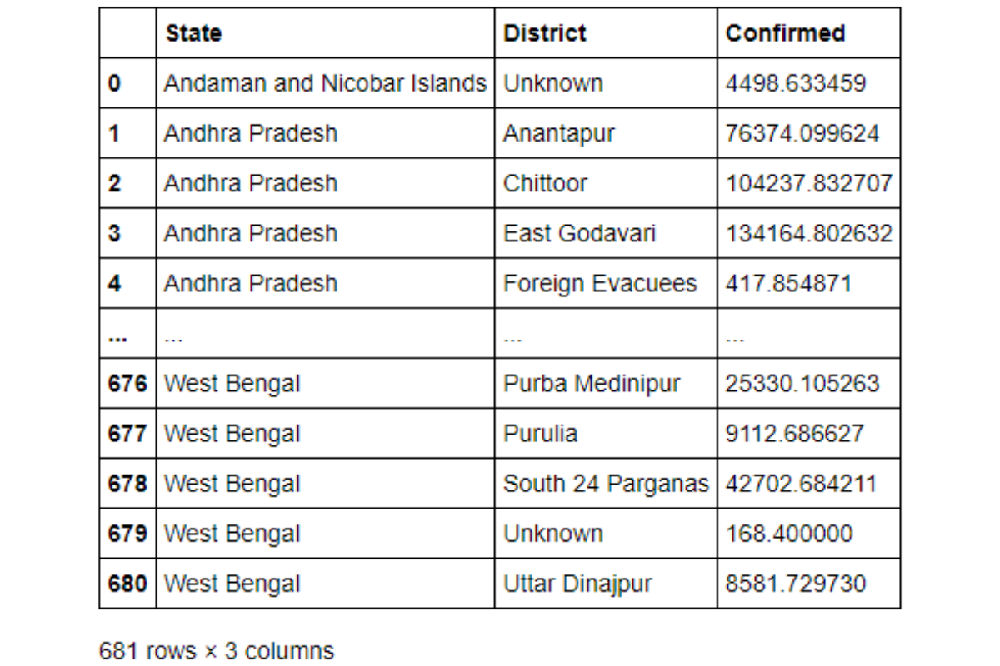 State District Confirmed
0 Andaman and Nicobar Islands Unknown 4498.633459
1 Andhra Pradesh Anantapur 76374.099624
2 Andhra Pradesh Chittoor 104237.832707
3 Andhra Pradesh East Godavari 134164.802632
4 Andhra Pradesh Foreign Evacuees 417.854871
... ... ... ...
676 West Bengal Purba Medinipur 25330.105263
677 West Bengal Purulia 9112.686627
678 West Bengal South 24 Parganas 42702.684211
679 West Bengal Unknown 168.400000
680 West Bengal Uttar Dinajpur 8581.729730
681 rows × 3 columns